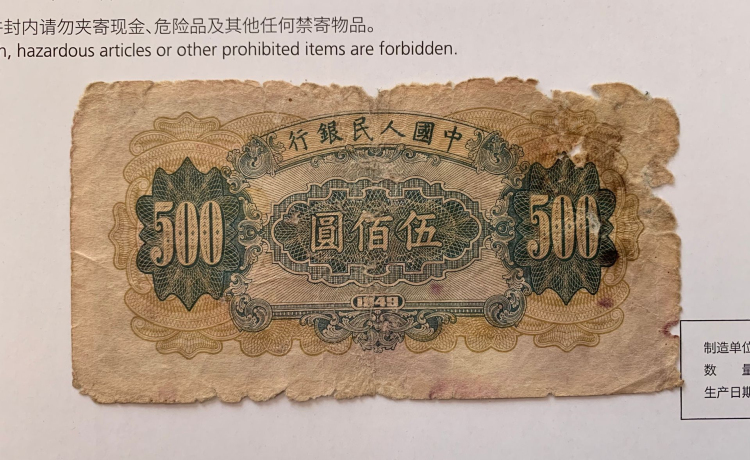 封内请勿夹寄现金、危险品及其他任何禁寄物品。
hazardous articles or other prohibited items are forbidden.
中國人民銀行
500 伍佰圓 500
1949
制造单位
数 量
生产日期